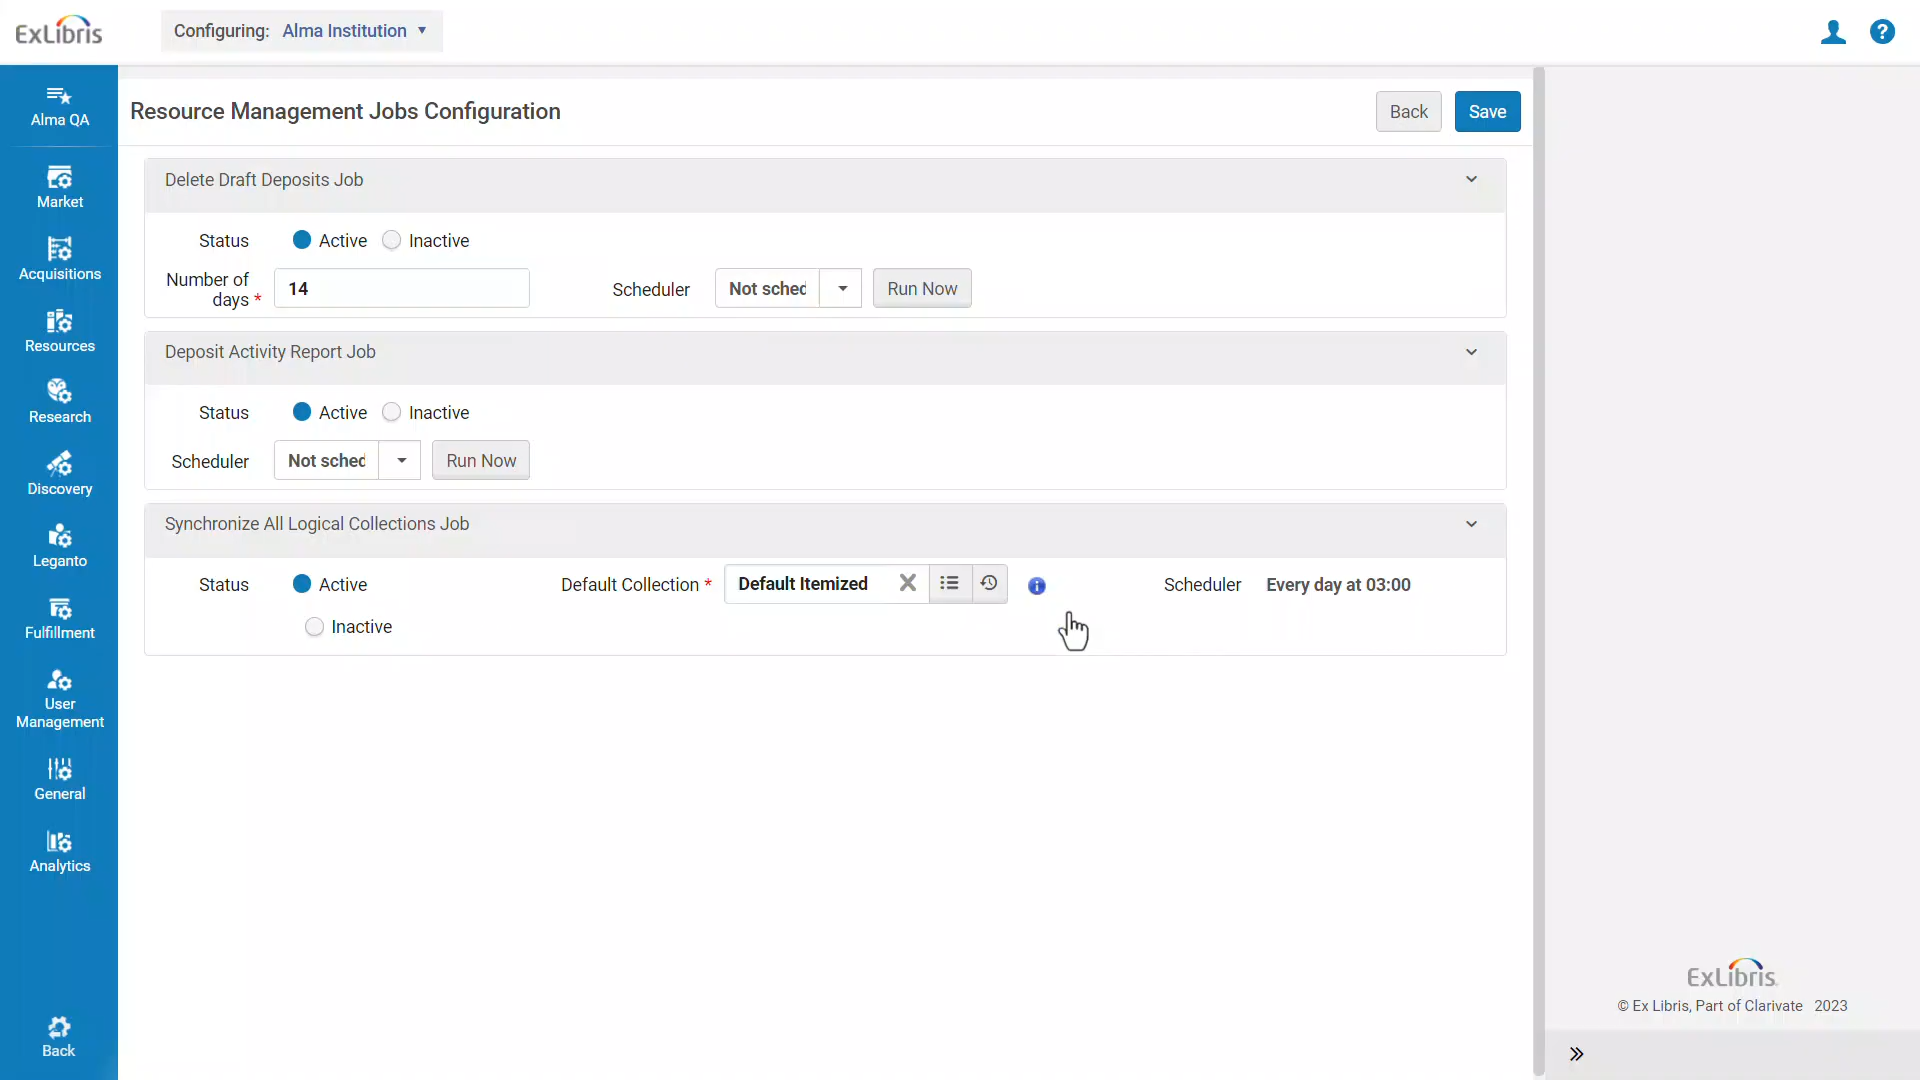 ExLibris
Configuring: Alma Institution
Alma QA
Market
Acquisitions
Resources
Research
Discovery
Leganto
Fulfillment
User
Management
General
Analytics
Back
Resource Management Jobs Configuration
Back
Save
Delete Draft Deposits Job
Status Active Inactive
Number of
days * 14 Scheduler Not sched Run Now
Deposit Activity Report Job
Status Active Inactive
Scheduler Not sched Run Now
Synchronize All Logical Collections Job
Status Active Default Collection * Default Itemized Scheduler Every day at 03:00
Inactive
ExLibris
© Ex Libris, Part of Clarivate 2023